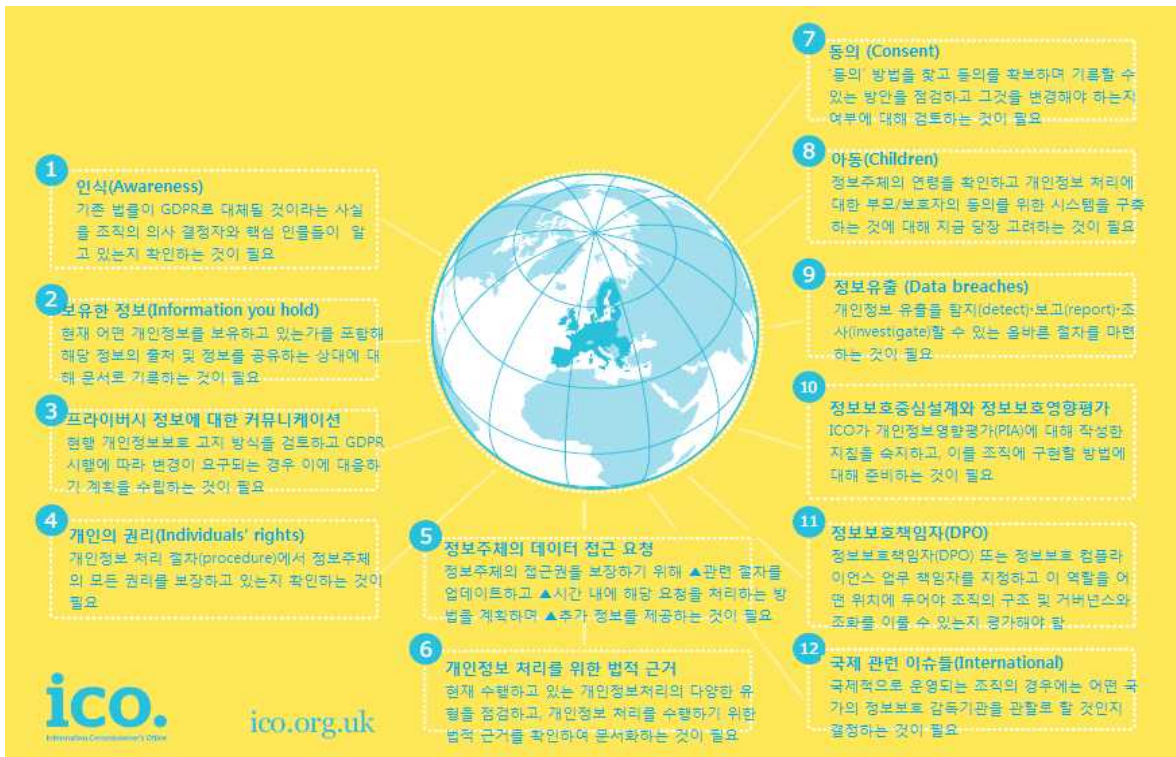 1
인식(Awareness)
기존 법률이 GDPR로 대체될 것이라는 사실
을 조직의 의사 결정자와 핵심 인물들이 알
고 있는지 확인하는 것이 필요
2
보유한 정보(Information you hold)
현재 어떤 개인정보를 보유하고 있는가를 포함해
해당 정보의 출처 및 정보를 공유하는 상대에 대
해 문서로 기록하는 것이 필요
3
프라이버시 정보에 대한 커뮤니케이션
현행 개인정보보호 고지 방식을 검토하고 GDPR
시행에 따라 변경이 요구되는 경우 이에 대응하
기 계획을 수립하는 것이 필요
4
개인의 권리(Individuals' rights)
개인정보 처리 절차(procedure)에서 정보주체
의 모든 권리를 보장하고 있는지 확인하는 것이
필요
5
정보주체의 데이터 접근 요청
정보주체의 접근권을 보장하기 위해 ▲관련 절차를
업데이트하고 ▲시간 내에 해당 요청을 처리하는 방
법을 계획하며 ▲추가 정보를 제공하는 것이 필요
6
개인정보 처리를 위한 법적 근거
현재 수행하고 있는 개인정보처리의 다양한 유
형을 점검하고, 개인정보 처리를 수행하기 위한
법적 근거를 확인하여 문서화하는 것이 필요
7
동의 (Consent)
'동의' 방법을 찾고 동의를 확보하며 기록할 수
있는 방안을 점검하고 그것을 변경해야 하는지
여부에 대해 검토하는 것이 필요
8
아동(Children)
정보주체의 연령을 확인하고 개인정보 처리에
대한 부모/보호자의 동의를 위한 시스템을 구축
하는 것에 대해 지금 당장 고려하는 것이 필요
9
정보유출 (Data breaches)
개인정보 유출을 탐지(detect)·보고(report)·조
사(investigate)할 수 있는 올바른 절차를 마련
하는 것이 필요
10
정보보호중심설계와 정보보호영향평가
ICO가 개인정보영향평가(PIA)에 대해 작성한
지침을 숙지하고, 이를 조직에 구현할 방법에
대해 준비하는 것이 필요
11
정보보호책임자(DPO)
정보보호책임자(DPO) 또는 정보보호 컴플라
이언스 업무 책임자를 지정하고 이 역할을 어
떤 위치에 두어야 조직의 구조 및 거버넌스와
조화를 이룰 수 있는지 평가해야 함
12
국제 관련 이슈들(International)
국제적으로 운영되는 조직의 경우에는 어떤 국
가의 정보보호 감독기관을 관할로 할 것인지
결정하는 것이 필요
ico.
Information Commissioner's Office
ico.org.uk